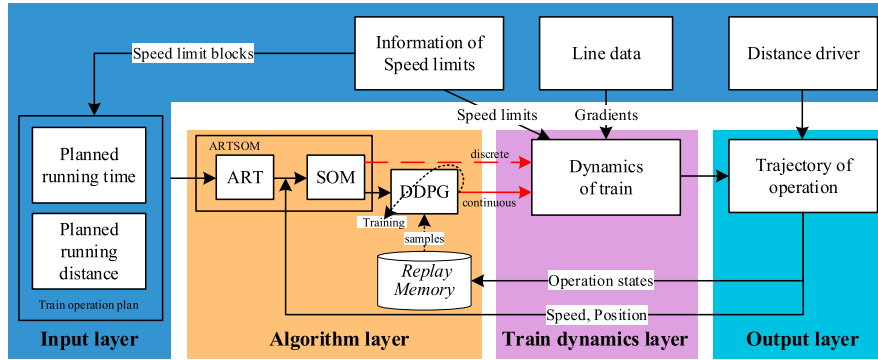 Information of
Speed limits
Line data
Distance driver
Speed limit blocks
Speed limits
Gradients
Planned
running time
Planned
running
distance
Train operation plan
ARTSOM
ART
SOM
DDPG
discrete
continuous
Training
samples
Replay
Memory
Dynamics
of train
Trajectory of
operation
Operation states
Speed, Position
Input layer
Algorithm layer
Train dynamics layer
Output layer